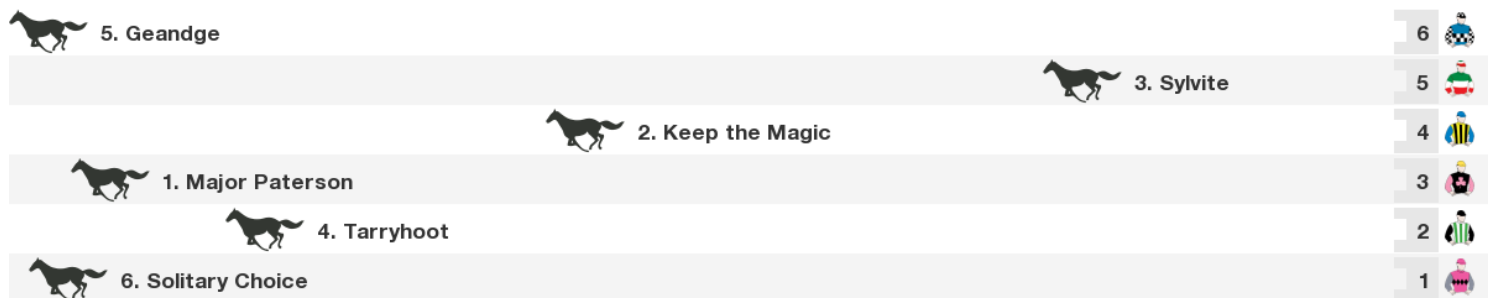 5. Geandge 6
3. Sylvite 5
2. Keep the Magic 4
1. Major Paterson 3
4. Tarryhoot 2
6. Solitary Choice 1